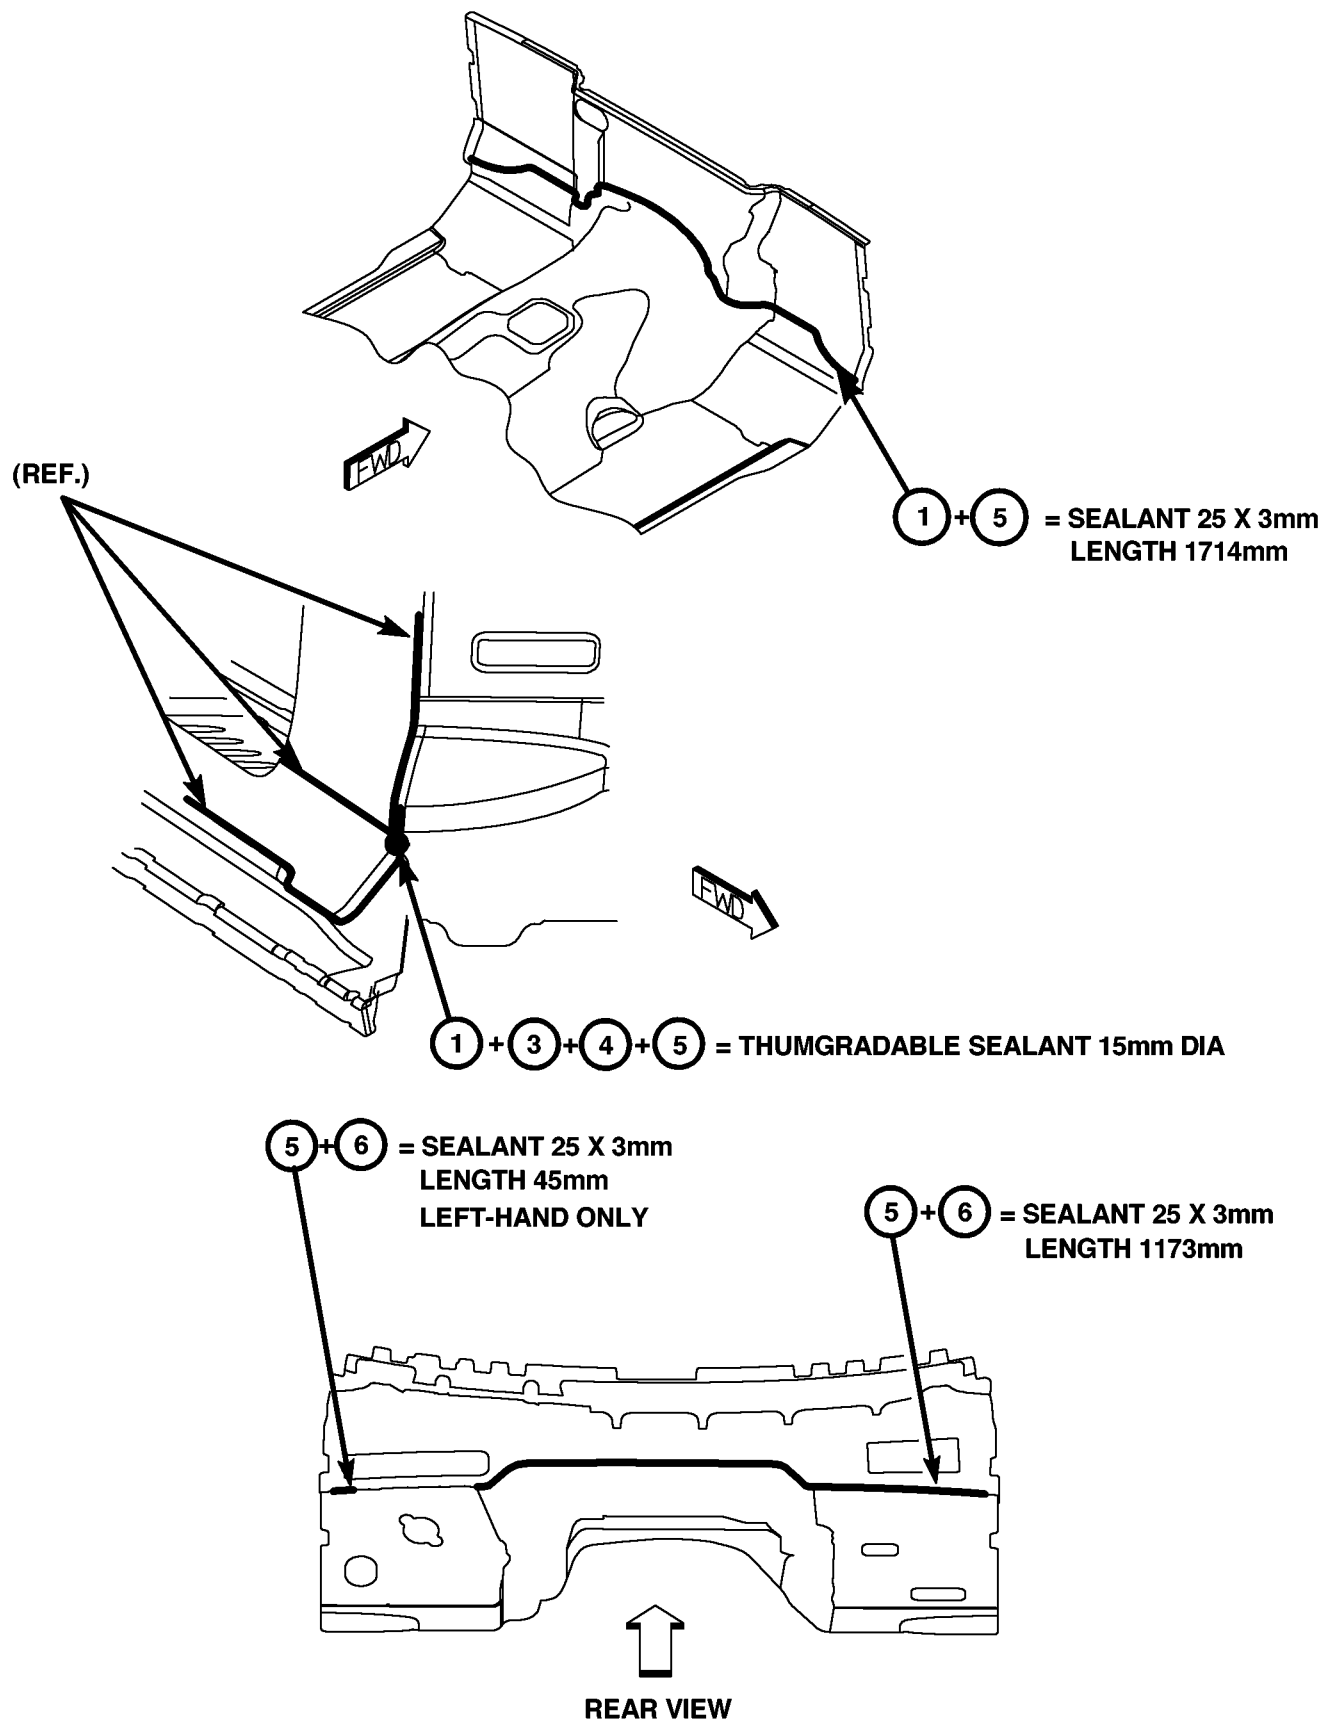 (REF.)
FWD
1 + 5 = SEALANT 25 X 3mm
LENGTH 1714mm
FWD
1 + 3 + 4 + 5 = THUMGRADABLE SEALANT 15mm DIA
5 + 6 = SEALANT 25 X 3mm
LENGTH 45mm
LEFT-HAND ONLY
5 + 6 = SEALANT 25 X 3mm
LENGTH 1173mm
REAR VIEW